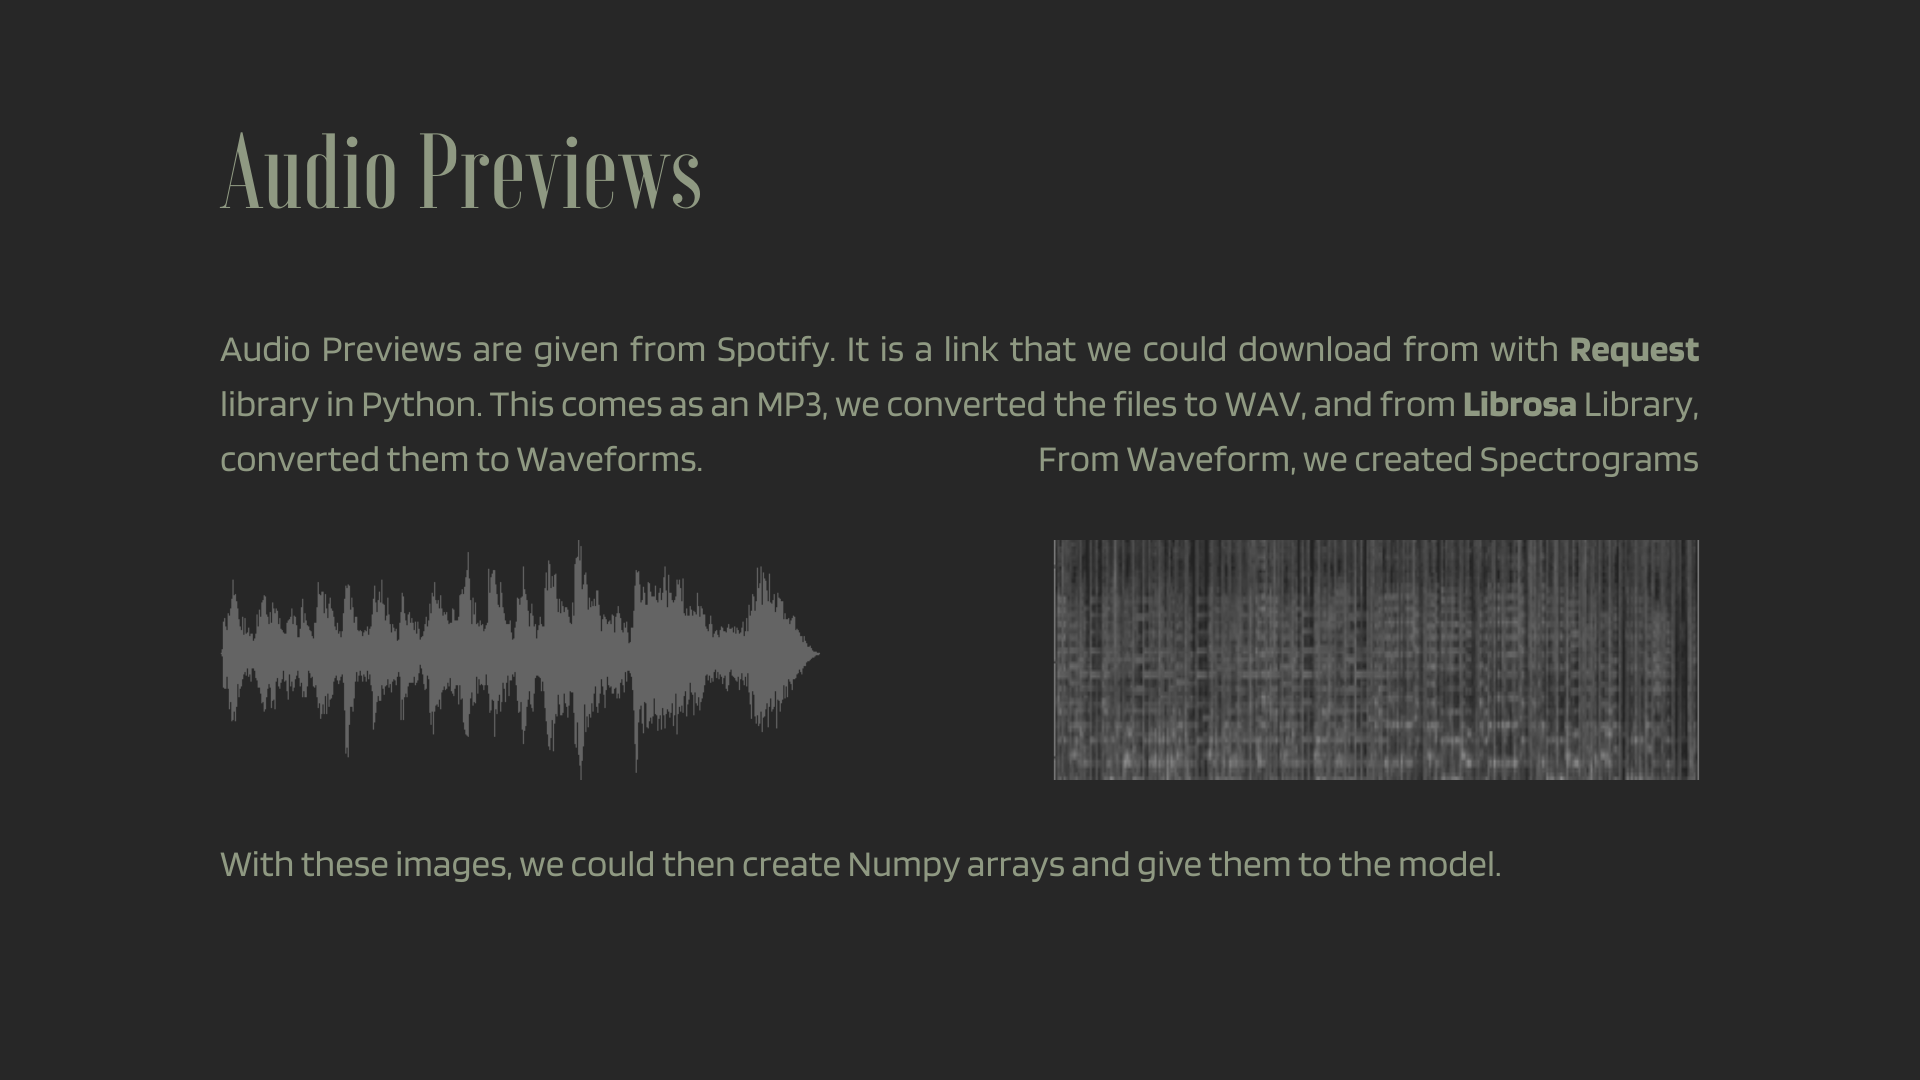 Audio Previews
Audio Previews are given from Spotify. It is a link that we could download from with Request
library in Python. This comes as an MP3, we converted the files to WAV, and from Librosa Library,
converted them to Waveforms.
From Waveform, we created Spectrograms
With these images, we could then create Numpy arrays and give them to the model.